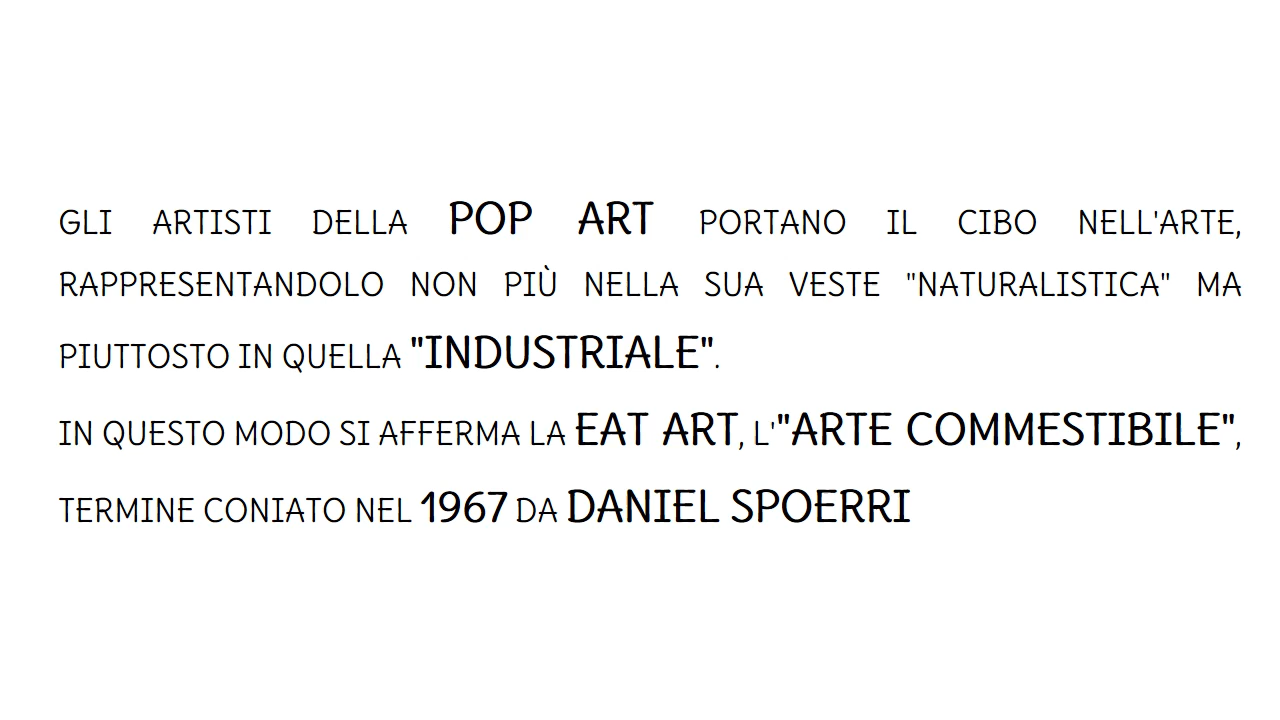 GLI ARTISTI DELLA POP ART PORTANO IL CIBO NELL'ARTE,
RAPPRESENTANDOLO NON PIÙ NELLA SUA VESTE "NATURALISTICA" MA
PIUTTOSTO IN QUELLA "INDUSTRIALE".
IN QUESTO MODO SI AFFERMA LA EAT ART, L'"ARTE COMMESTIBILE",
TERMINE CONIATO NEL 1967 DA DANIEL SPOERRI